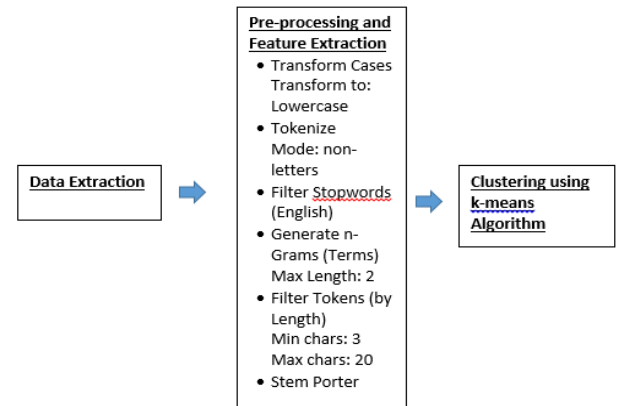 Data Extraction
Pre-processing and
Feature Extraction
• Transform Cases
Transform to:
Lowercase
• Tokenize
Mode: non-
letters
• Filter Stopwords
(English)
• Generate n-
Grams (Terms)
Max Length: 2
• Filter Tokens (by
Length)
Min chars: 3
Max chars: 20
• Stem Porter
Clustering using
k-means
Algorithm